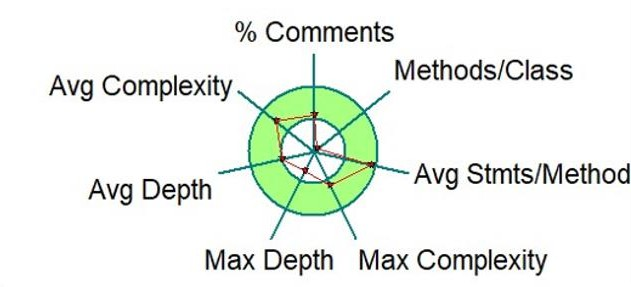 % Comments
Methods/Class
Avg Complexity
Avg Stmts/Method
Avg Depth
Max Depth
Max Complexity